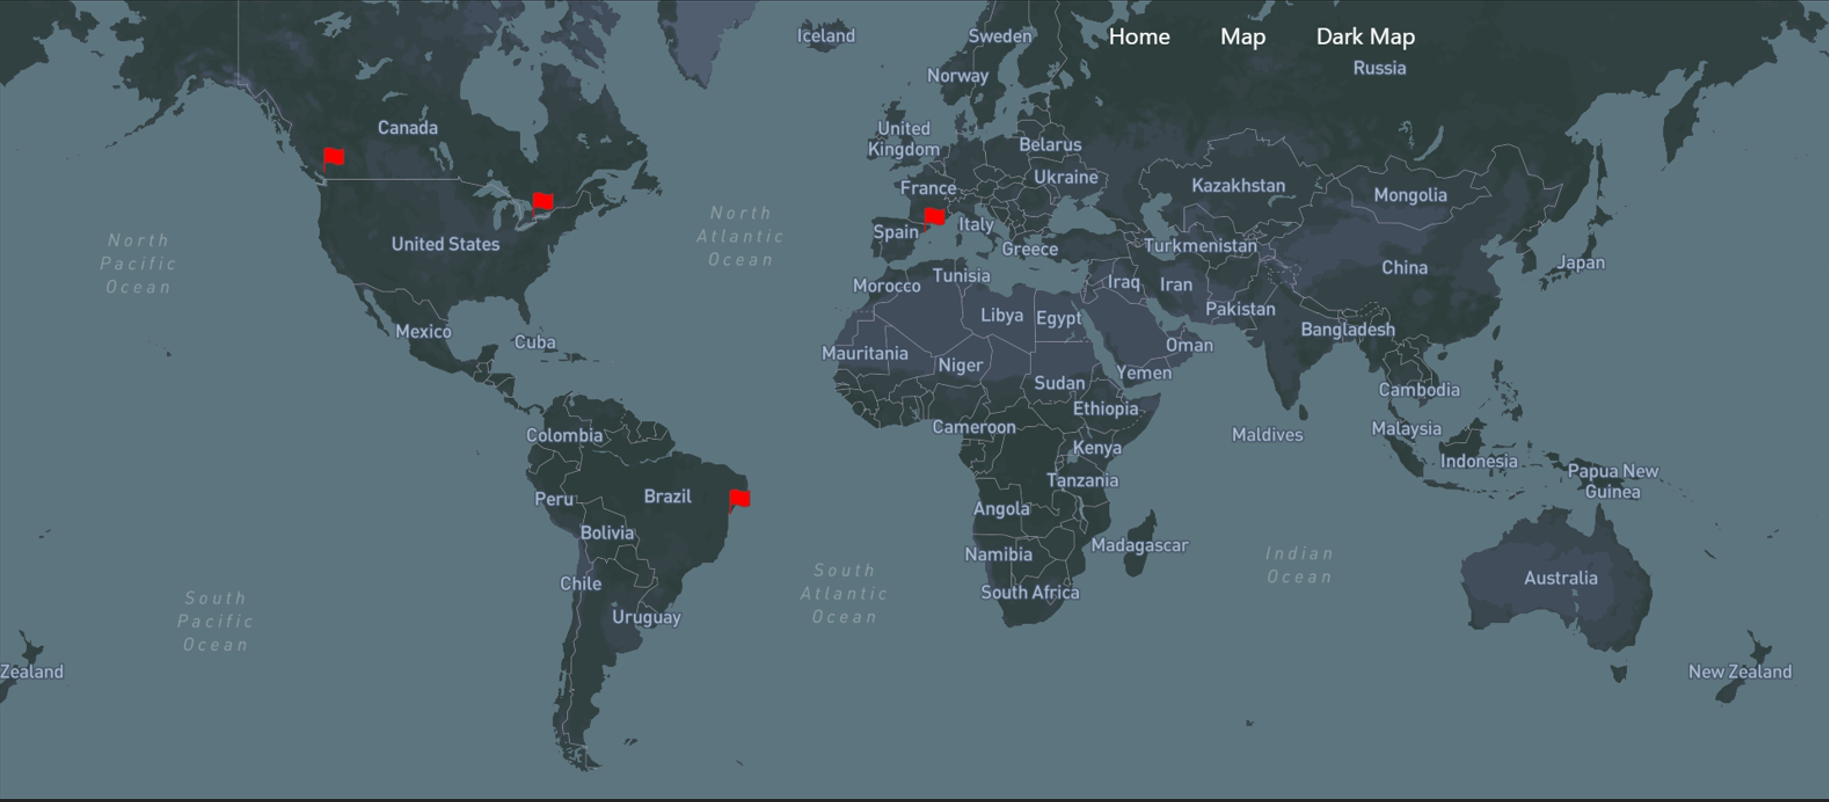 Home Map Dark Map
Iceland
Sweden
Russia
Norway
Canada
United
Kingdom
Belarus
Ukraine
France
Kazakhstan
Mongolia
North
Atlantic
Ocean
Spain
Italy
United States
Greece
Turkmenistan
North
Pacific
Ocean
China
Japan
Tunisia
Morocco
Iraq
Iran
Pakistan
Libya
Egypt
Bangladesh
Mexico
Cuba
Oman
Mauritania
Niger
Yemen
Sudan
Cambodia
Ethiopia
Cameroon
Malaysia
Colombia
Maldives
Kenya
Indonesia
Papua New
Guinea
Tanzania
Peru
Brazil
Angola
Bolivia
Madagascar
Namibia
Indian
Ocean
Australia
Chile
South
Atlantic
Ocean
South Africa
South
Pacific
Ocean
Uruguay
Zealand
New Zealand